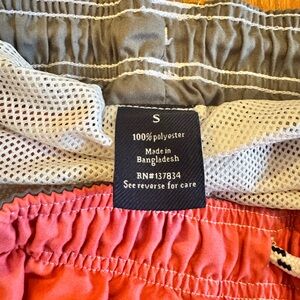 S
100% polyester
Made in
Bangladesh
RN#137834
See reverse for care